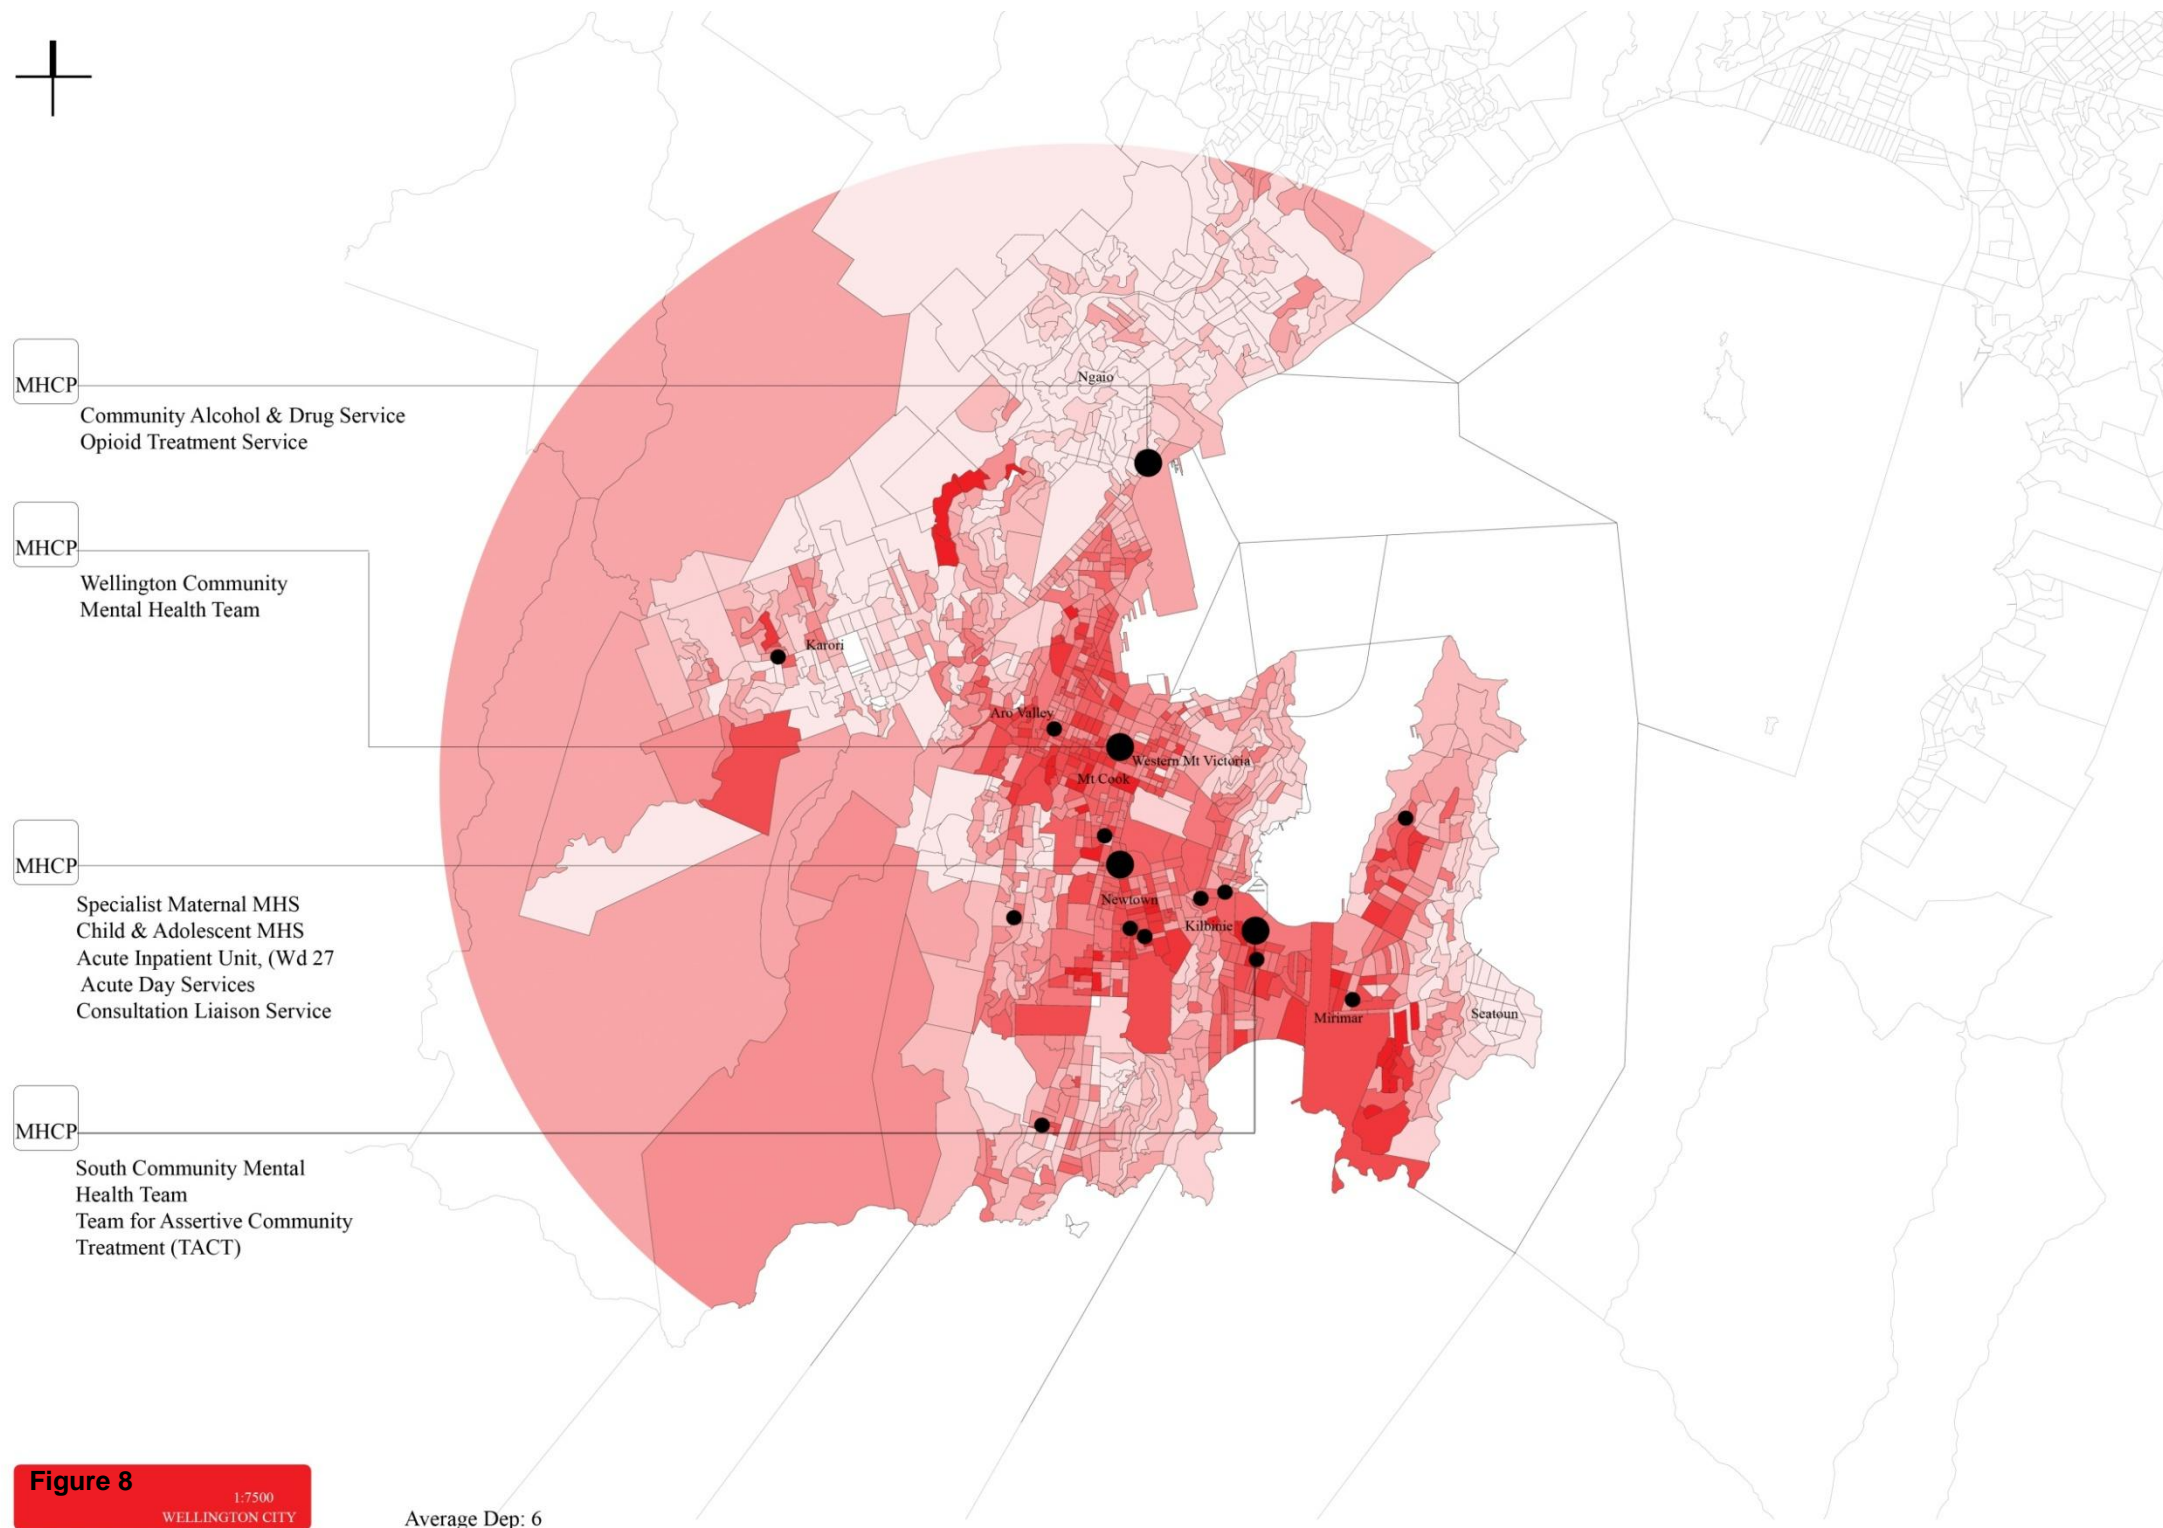 MHCP
Community Alcohol & Drug Service
Opioid Treatment Service
MHCP
Wellington Community
Mental Health Team
MHCP
Specialist Maternal MHS
Child & Adolescent MHS
Acute Inpatient Unit, (Wd 27
Acute Day Services
Consultation Liaison Service
MHCP
South Community Mental
Health Team
Team for Assertive Community
Treatment (TACT)
Ngaio
Karori
Aro Valley
Western Mt Victoria
Mt Cook
Newtown
Kilbinie
Mirimar
Seatoun
Figure 8
1:7500
WELLINGTON CITY
Average Dep: 6